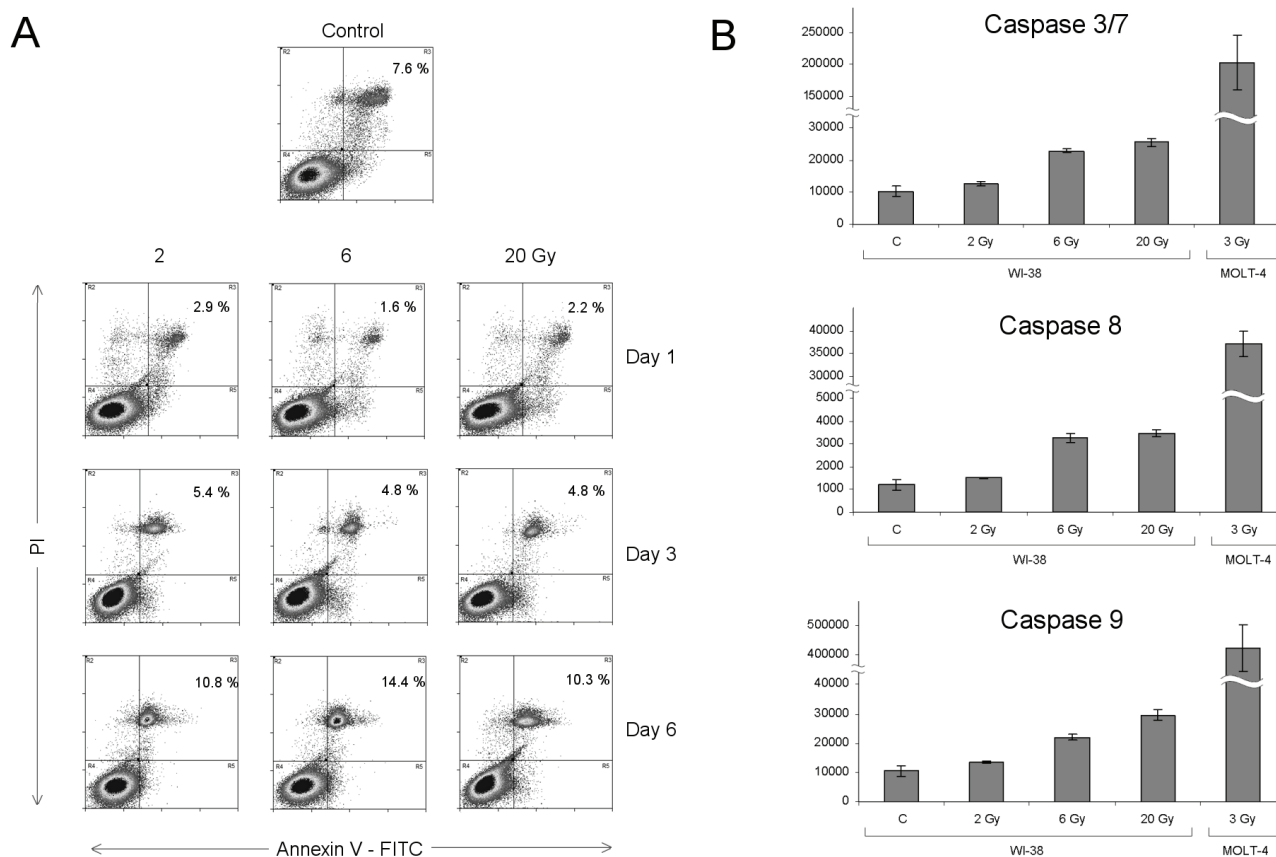 A
Control
R2 R3
7.6 %
R4 R5
2 6 20 Gy
R2 R3 R2 R3 R2 R3
2.9 % 1.6 % 2.2 %
Day 1
R4 R5 R4 R5 R4 R5
R2 R3 R2 R3 R2 R3
5.4 % 4.8 % 4.8 %
Day 3
R4 R5 R4 R5 R4 R5
R2 R3 R2 R3 R2 R3
10.8 % 14.4 % 10.3 %
Day 6
R4 R5 R4 R5 R4 R5
PI
Annexin V - FITC
B
Caspase 3/7
250000
200000
150000
30000
20000
10000
0
C 2 Gy 6 Gy 20 Gy 3 Gy
WI-38 MOLT-4
Caspase 8
40000
35000
30000
5000
4000
3000
2000
1000
0
C 2 Gy 6 Gy 20 Gy 3 Gy
WI-38 MOLT-4
Caspase 9
500000
400000
40000
30000
20000
10000
0
C 2 Gy 6 Gy 20 Gy 3 Gy
WI-38 MOLT-4